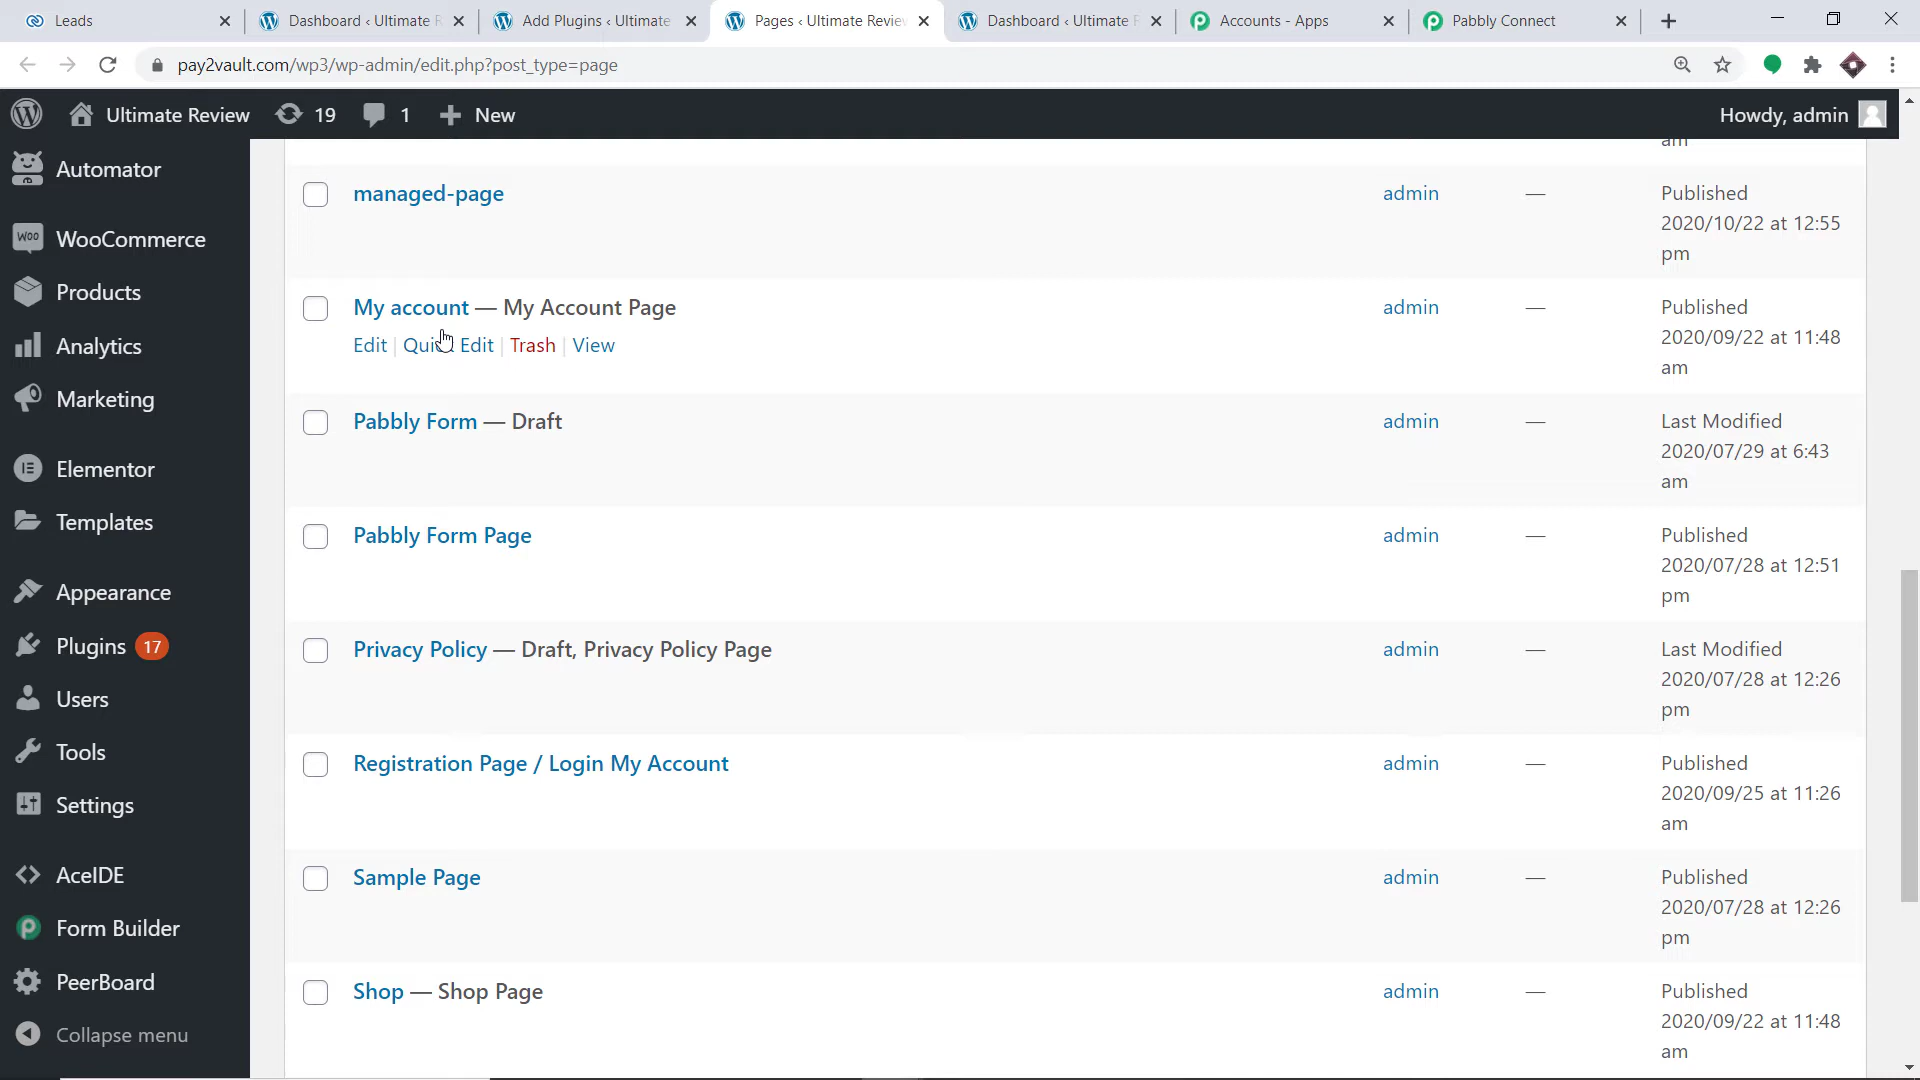 Leads
Dashboard ‹ Ultimate R
Add Plugins ‹ Ultimate
Pages ‹ Ultimate Review
Dashboard ‹ Ultimate R
Accounts - Apps
Pabbly Connect
pay2vault.com/wp3/wp-admin/edit.php?post_type=page
Ultimate Review 19 1 New Howdy, admin
Automator
WooCommerce
Products
Analytics
Marketing
Elementor
Templates
Appearance
Plugins 17
Users
Tools
Settings
AceIDE
Form Builder
PeerBoard
Collapse menu
am
managed-page admin — Published
2020/10/22 at 12:55
pm
My account — My Account Page admin — Published
Edit | Quick Edit | Trash | View 2020/09/22 at 11:48
am
Pabbly Form — Draft admin — Last Modified
2020/07/29 at 6:43
am
Pabbly Form Page admin — Published
2020/07/28 at 12:51
pm
Privacy Policy — Draft, Privacy Policy Page admin — Last Modified
2020/07/28 at 12:26
pm
Registration Page / Login My Account admin — Published
2020/09/25 at 11:26
am
Sample Page admin — Published
2020/07/28 at 12:26
pm
Shop — Shop Page admin — Published
2020/09/22 at 11:48
am